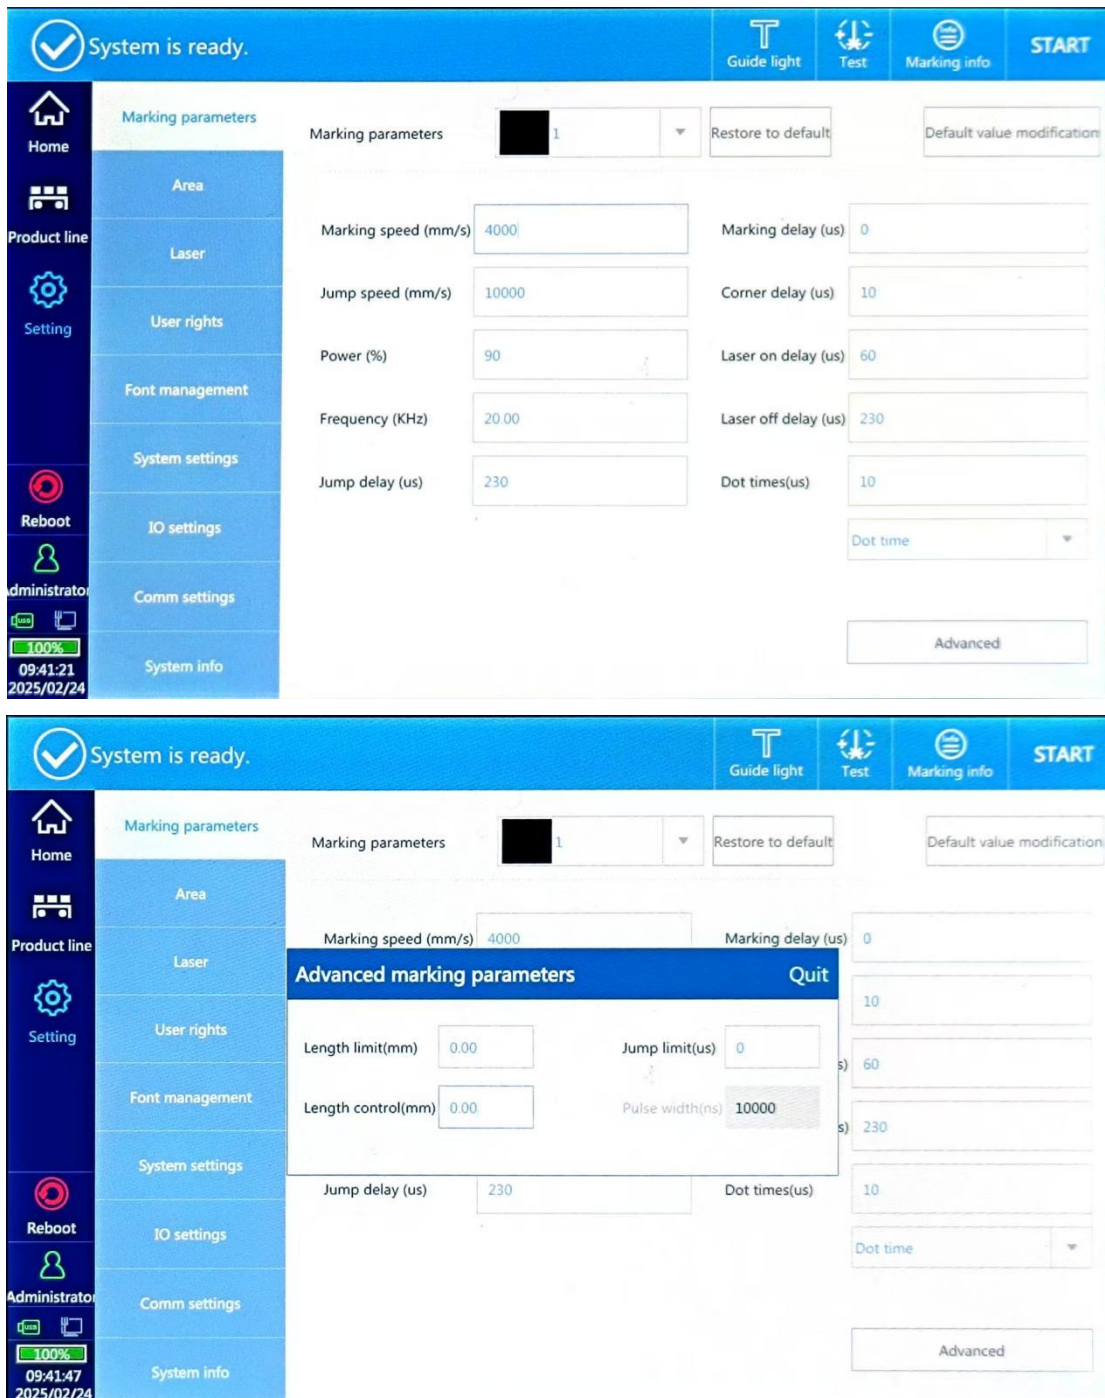 System is ready.
Guide light
Test
Marking info
START
Home
Product line
Setting
Reboot
dministrator
USB
100%
09:41:21
2025/02/24
Marking parameters
Area
Laser
User rights
Font management
System settings
IO settings
Comm settings
System info
Marking parameters 1 Restore to default Default value modification
Marking speed (mm/s) 4000 Marking delay (us) 0
Jump speed (mm/s) 10000 Corner delay (us) 10
Power (%) 90 Laser on delay (us) 60
Frequency (KHz) 20.00 Laser off delay (us) 230
Jump delay (us) 230 Dot times(us) 10
Dot time
Advanced
System is ready.
Guide light
Test
Marking info
START
Home
Product line
Setting
Reboot
Administrato
USB
100%
09:41:47
2025/02/24
Marking parameters
Area
Laser
User rights
Font management
System settings
IO settings
Comm settings
System info
Marking parameters 1 Restore to default Default value modification
Marking speed (mm/s) 4000 Marking delay (us) 0
Advanced marking parameters Quit
Length limit(mm) 0.00 Jump limit(us) 0
Length control(mm) 0.00 Pulse width(ns) 10000
10
s) 60
s) 230
Jump delay (us) 230 Dot times(us) 10
Dot time
Advanced